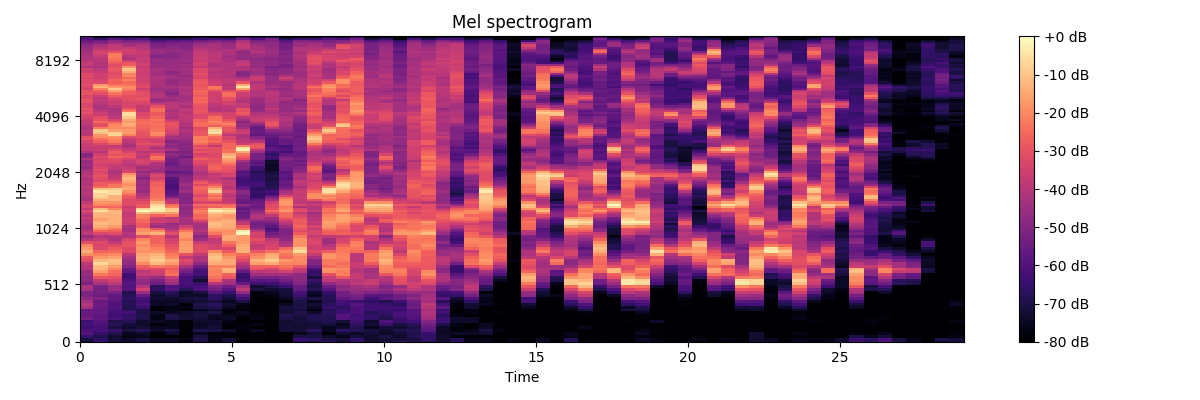 Mel spectrogram
Hz
8192
4096
2048
1024
512
0
0 5 10 15 20 25
Time
+0 dB
-10 dB
-20 dB
-30 dB
-40 dB
-50 dB
-60 dB
-70 dB
-80 dB